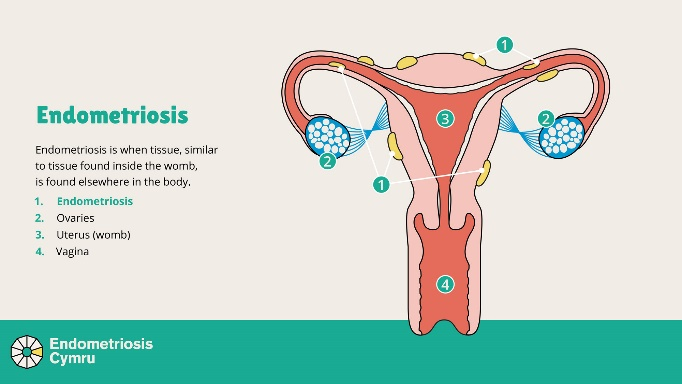 Endometriosis
Endometriosis is when tissue, similar
to tissue found inside the womb,
is found elsewhere in the body.
1. Endometriosis
2. Ovaries
3. Uterus (womb)
4. Vagina
1
3
2
2
1
4
Endometriosis
Cymru